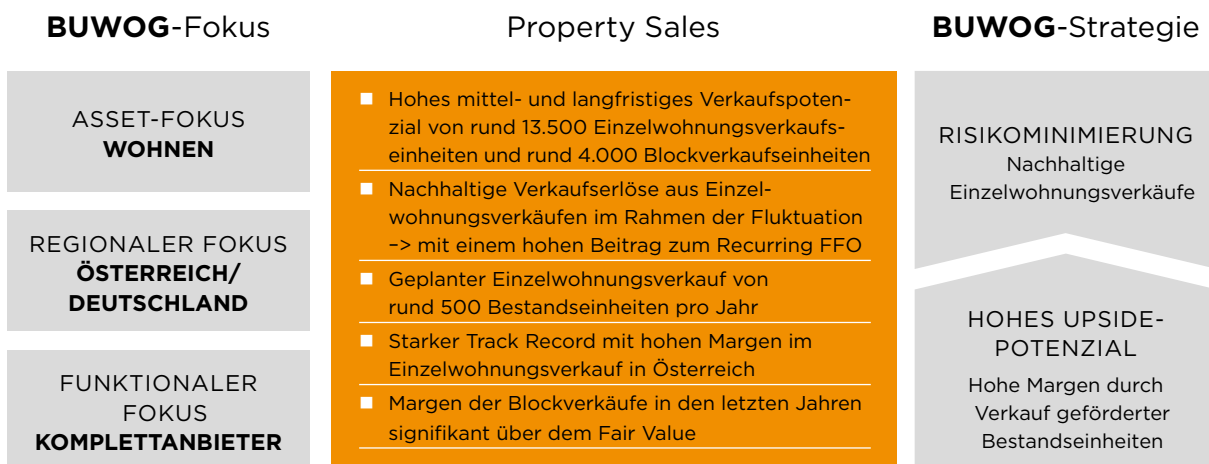 BUWOG-Fokus
ASSET-FOKUS
WOHNEN
REGIONALER FOKUS
ÖSTERREICH/
DEUTSCHLAND
FUNKTIONALER
FOKUS
KOMPLETTANBIETER
Property Sales
Hohes mittel- und langfristiges Verkaufspoten-
zial von rund 13.500 Einzelwohnungsverkaufs-
einheiten und rund 4.000 Blockverkaufseinheiten
Nachhaltige Verkaufserlöse aus Einzel-
wohnungsverkäufen im Rahmen der Fluktuation
–> mit einem hohen Beitrag zum Recurring FFO
Geplanter Einzelwohnungsverkauf von
rund 500 Bestandseinheiten pro Jahr
Starker Track Record mit hohen Margen im
Einzelwohnungsverkauf in Österreich
Margen der Blockverkäufe in den letzten Jahren
signifikant über dem Fair Value
BUWOG-Strategie
RISIKOMINIMIERUNG
Nachhaltige
Einzelwohnungsverkäufe
HOHES UPSIDE-
POTENZIAL
Hohe Margen durch
Verkauf geförderter
Bestandseinheiten